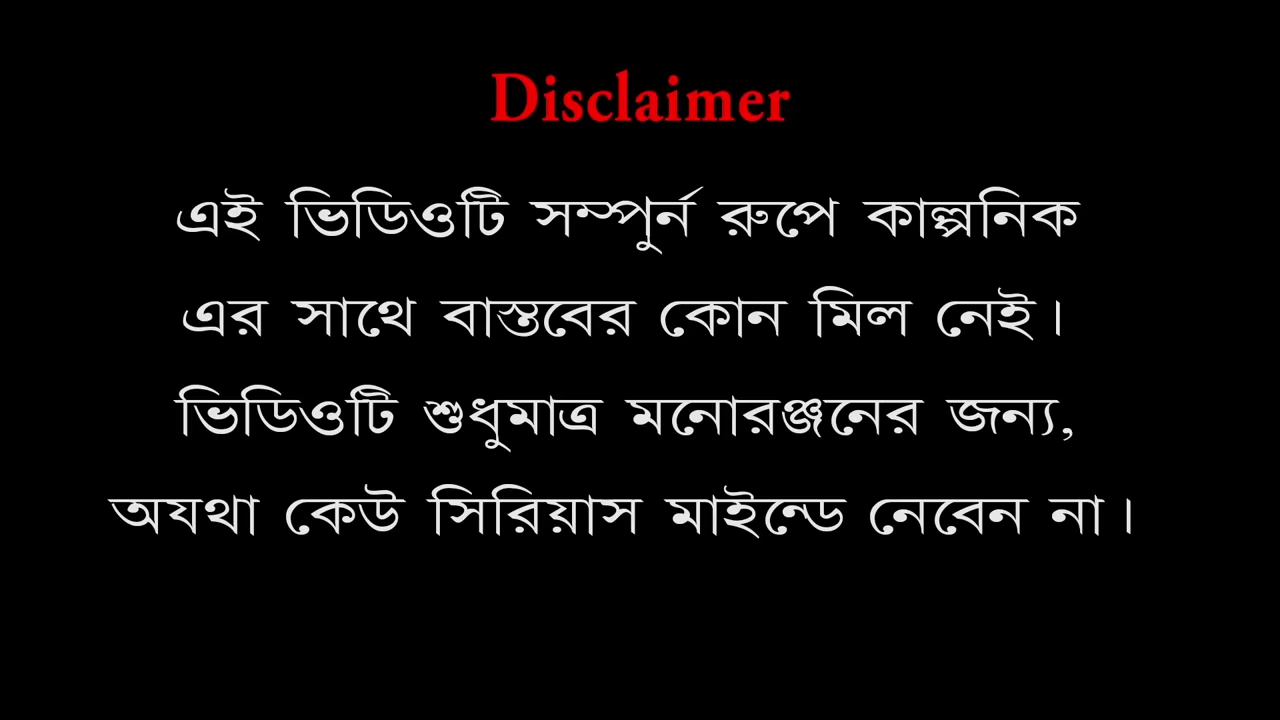 Disclaimer
এই ভিডিওটি সম্পুর্ন রুপে কাল্পনিক
এর সাথে বাস্তবের কোন মিল নেই।
ভিডিওটি শুধুমাত্র মনোরঞ্জনের জন্য,
অযথা কেউ সিরিয়াস মাইন্ডে নেবেন না।